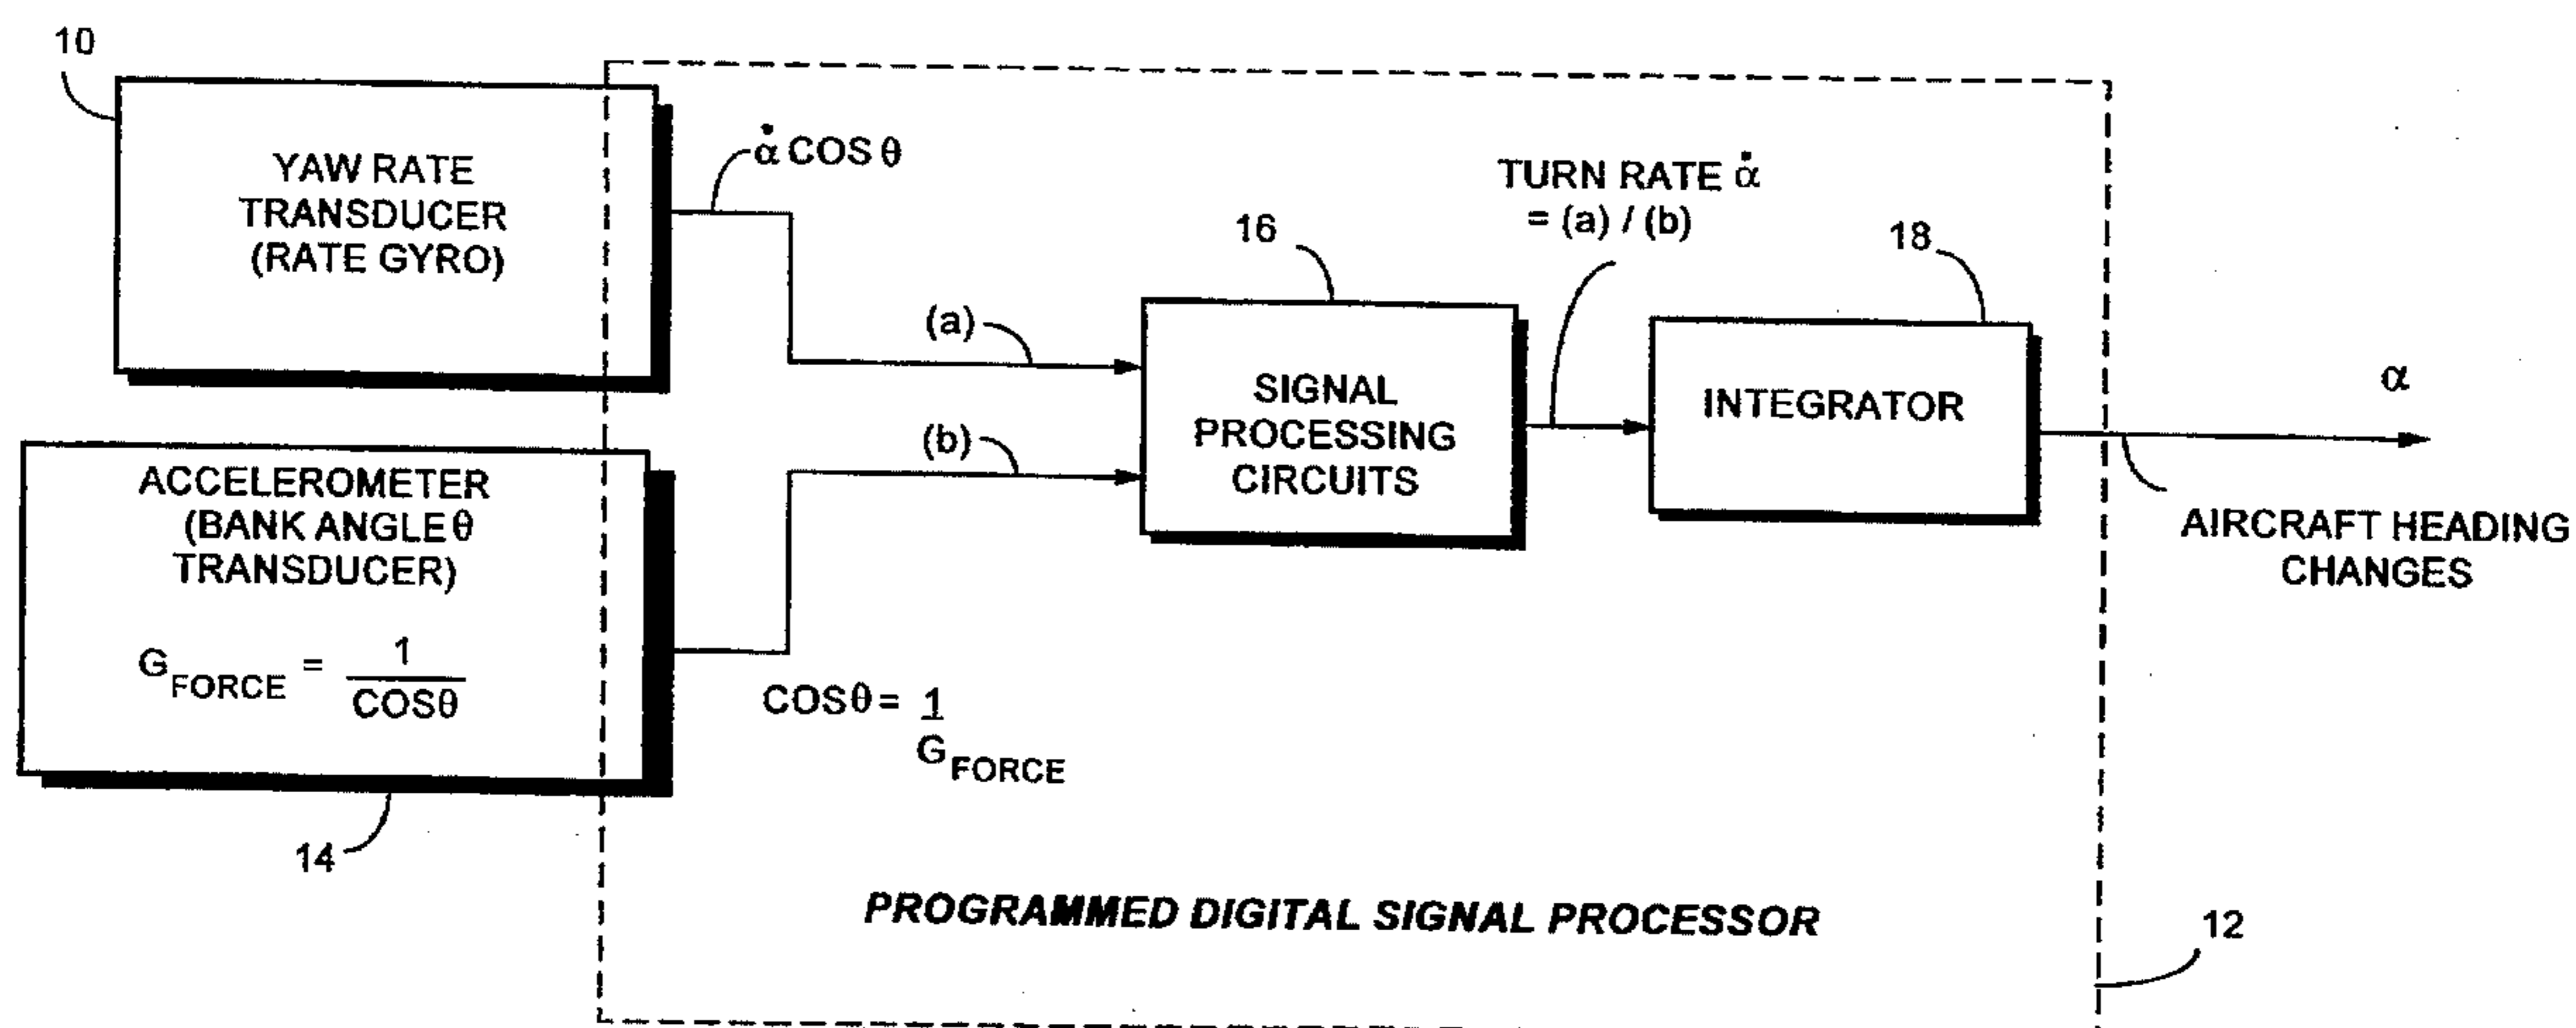 10
YAW RATE
TRANSDUCER
(RATE GYRO)
α̇ COS θ
(a)
(b)
16
SIGNAL
PROCESSING
CIRCUITS
TURN RATE α̇
= (a) / (b)
18
INTEGRATOR
α
AIRCRAFT HEADING
CHANGES
ACCELEROMETER
(BANK ANGLE θ
TRANSDUCER)
G FORCE = 1
COSθ
14
COSθ = 1
G FORCE
PROGRAMMED DIGITAL SIGNAL PROCESSOR
12